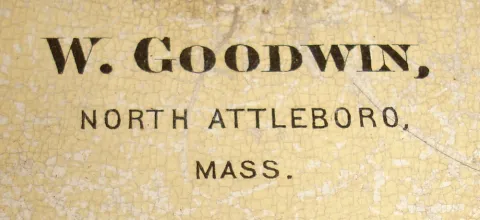 W. GOODWIN,
NORTH ATTLEBORO,
MASS.